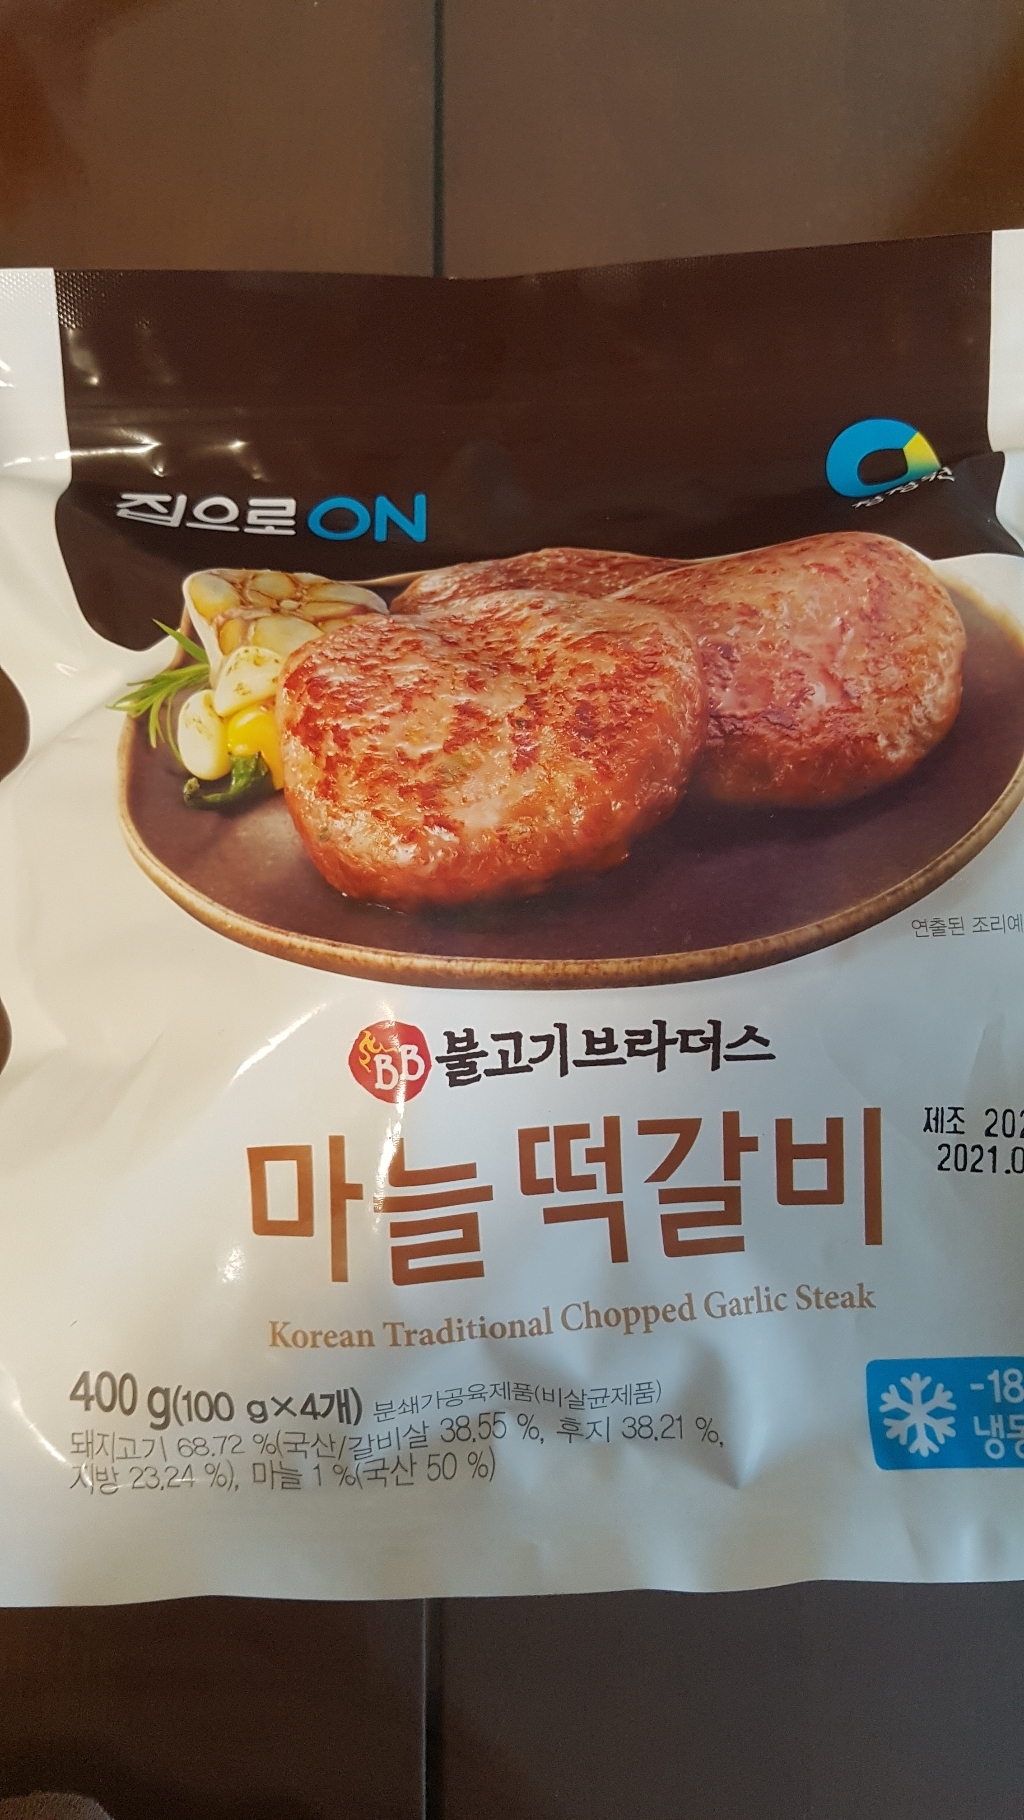 집으로 ON
청정원
연출된 조리예
BB 불고기브라더스
마늘 떡갈비
제조 202
2021.0
Korean Traditional Chopped Garlic Steak
400 g(100 g×4개) 분쇄가공육제품(비살균제품)
돼지고기 68.72 %(국산/갈비살 38.55 %, 후지 38.21 %,
지방 23.24 %), 마늘 1 %(국산 50 %)
-18
냉동